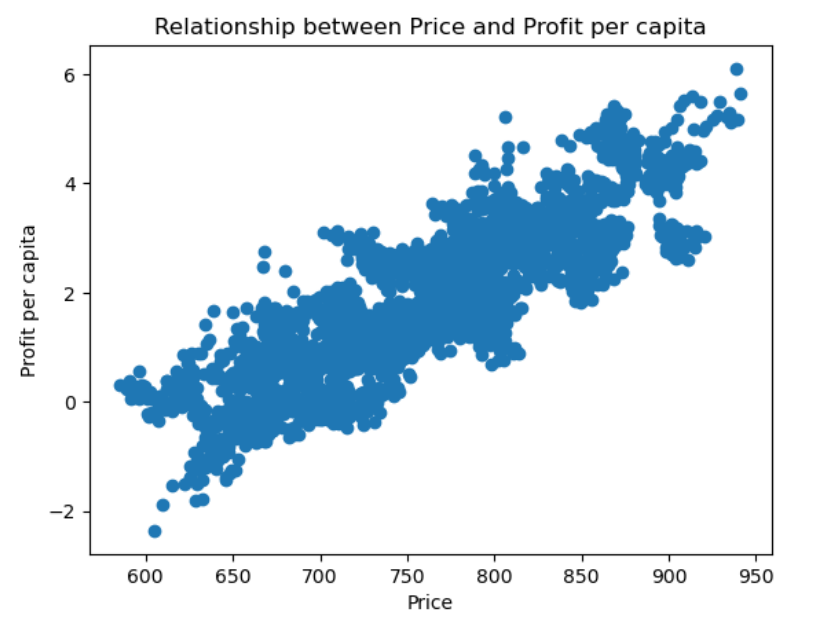 Relationship between Price and Profit per capita
6
4
2
0
−2
Profit per capita
600 650 700 750 800 850 900 950
Price